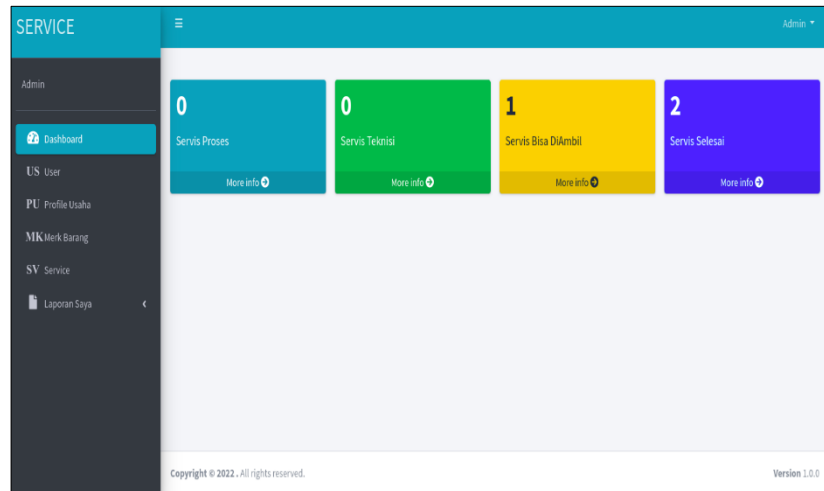 SERVICE
☰
Admin
Admin
Dashboard
US User
PU Profile Usaha
MK Merk Barang
SV Service
Laporan Saya
0
Servis Proses
More info
0
Servis Teknisi
More info
1
Servis Bisa DiAmbil
More info
2
Servis Selesai
More info
Copyright © 2022 . All rights reserved.
Version 1.0.0